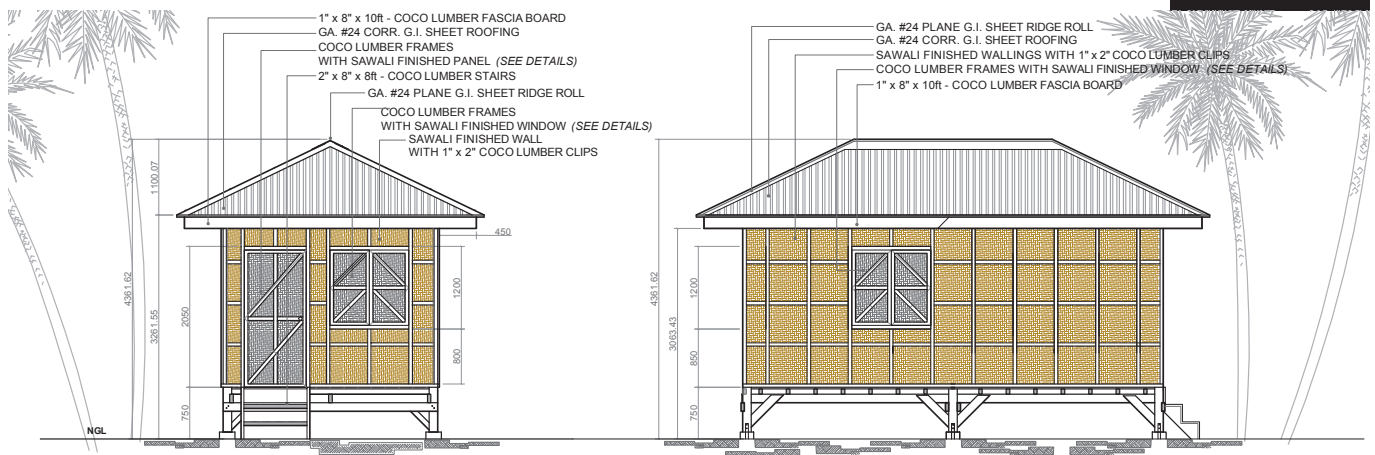 1" x 8" x 10ft - COCO LUMBER FASCIA BOARD
GA. #24 CORR. G.I. SHEET ROOFING
COCO LUMBER FRAMES
WITH SAWALI FINISHED PANEL (SEE DETAILS)
2" x 8" x 8ft - COCO LUMBER STAIRS
GA. #24 PLANE G.I. SHEET RIDGE ROLL
COCO LUMBER FRAMES
WITH SAWALI FINISHED WINDOW (SEE DETAILS)
SAWALI FINISHED WALL
WITH 1" x 2" COCO LUMBER CLIPS
1100.07
4361.62
3261.55
2050
750
450
1200
800
NGL
GA. #24 PLANE G.I. SHEET RIDGE ROLL
GA. #24 CORR. G.I. SHEET ROOFING
SAWALI FINISHED WALLINGS WITH 1" x 2" COCO LUMBER CLIPS
COCO LUMBER FRAMES WITH SAWALI FINISHED WINDOW (SEE DETAILS)
1" x 8" x 10ft - COCO LUMBER FASCIA BOARD
4361.62
3063.43
1200
850
750